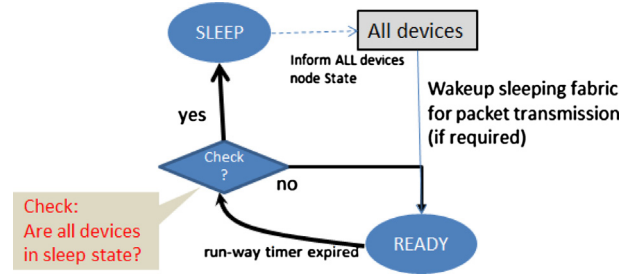 SLEEP
All devices
Inform ALL devices
node State
Wakeup sleeping fabric
for packet transmission
(if required)
yes
Check
?
no
Check:
Are all devices
in sleep state?
run-way timer expired
READY